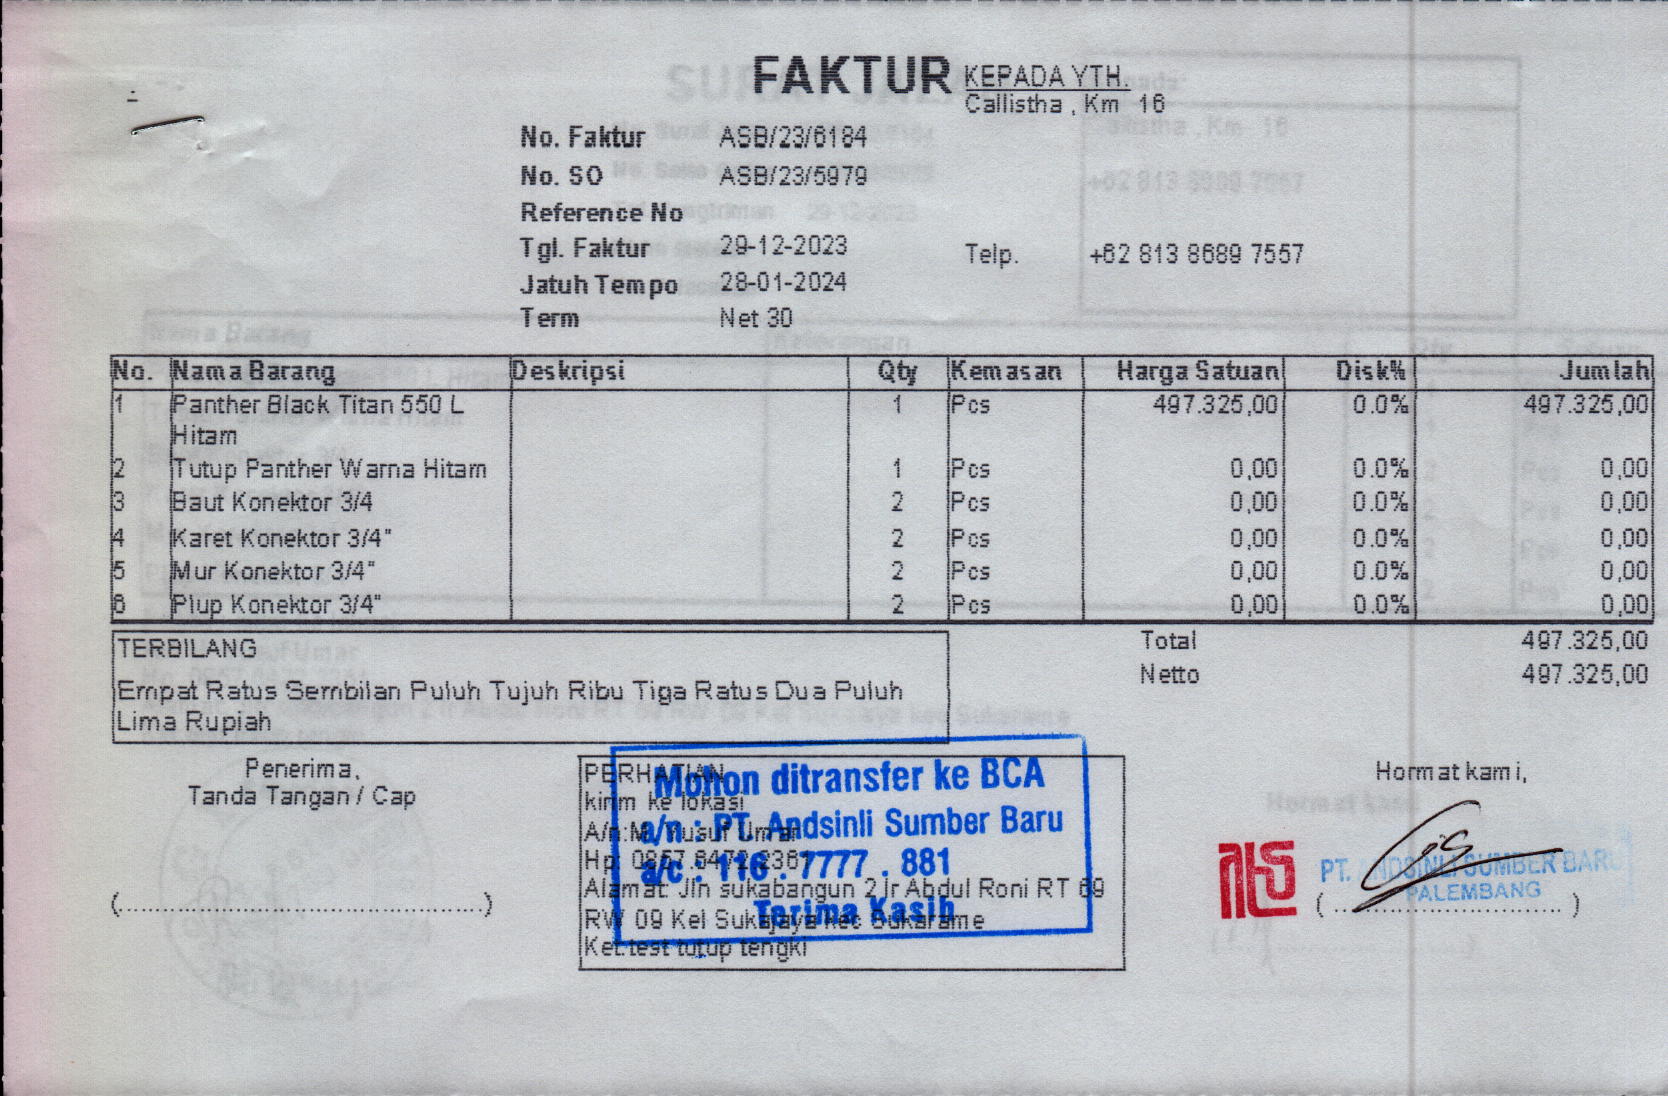 FAKTUR
KEPADA YTH.
Callistha , Km 16
No. Faktur ASB/23/6184
No. SO ASB/23/5979
Reference No
Tgl. Faktur 29-12-2023
Telp. +62 813 8689 7557
Jatuh Tempo 28-01-2024
Term Net 30
No. Nama Barang Deskripsi Qty Kemasan Harga Satuan Disk% Jumlah
1 Panther Black Titan 550 L 1 Pcs 497.325,00 0.0% 497.325,00
Hitam
2 Tutup Panther Warna Hitam 1 Pcs 0,00 0.0% 0,00
3 Baut Konektor 3/4 2 Pcs 0,00 0.0% 0,00
4 Karet Konektor 3/4" 2 Pcs 0,00 0.0% 0,00
5 Mur Konektor 3/4" 2 Pcs 0,00 0.0% 0,00
6 Plup Konektor 3/4" 2 Pcs 0,00 0.0% 0,00
TERBILANG
Empat Ratus Sembilan Puluh Tujuh Ribu Tiga Ratus Dua Puluh
Lima Rupiah
Total 497.325,00
Netto 497.325,00
Penerima,
Tanda Tangan / Cap
(.................................................)
PERHATIAN
kirim ke lokasi
A/n:M. Yusuf Umar
Hp:
Alamat: Jln sukabangun 2 jr Abdul Roni RT 69
RW 09 Kel Sukajaya kec Sukarame
Ket:test tutup tengki
Mohon ditransfer ke BCA
a/n : PT. Andsinli Sumber Baru
a/c : 116 . 7777 . 881
Terima Kasih
Hormat kami,
PT. ANDSINLI SUMBER BARU
PALEMBANG
( ................................ )